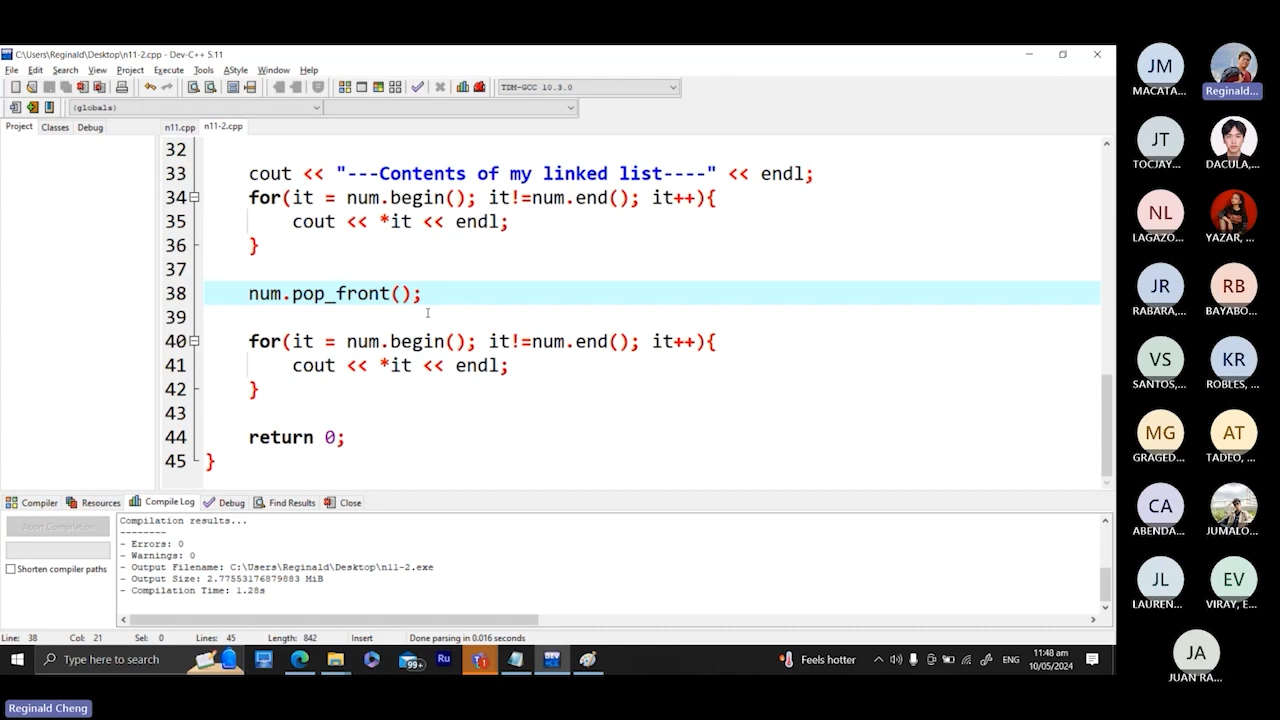 C:\Users\Reginald\Desktop\n11-2.cpp - Dev-C++ 5.11
File Edit Search View Project Execute Tools AStyle Window Help
TDM-GCC 10.3.0
(globals)
Project Classes Debug
n11.cpp n11-2.cpp
32
33 cout << "---Contents of my linked list----" << endl;
34 for(it = num.begin(); it!=num.end(); it++){
35 cout << *it << endl;
36 }
37
38 num.pop_front();
39
40 for(it = num.begin(); it!=num.end(); it++){
41 cout << *it << endl;
42 }
43
44 return 0;
45 }
Compiler Resources Compile Log Debug Find Results Close
Abort Compilation
Shorten compiler paths
Compilation results...
--------
- Errors: 0
- Warnings: 0
- Output Filename: C:\Users\Reginald\Desktop\n11-2.exe
- Output Size: 2.77553176879883 MiB
- Compilation Time: 1.28s
Line: 38 Col: 21 Sel: 0 Lines: 45 Length: 842 Insert Done parsing in 0.016 seconds
Type here to search
99+
Ru
DEV
Feels hotter
ENG
11:48 am
10/05/2024
Reginald Cheng
JM
MACATA...
Reginald...
JT
TOCJAY...
DACULA,...
NL
LAGAZO...
YAZAR, ...
JR
RABARA,...
RB
BAYABO...
VS
SANTOS,...
KR
ROBLES, ...
MG
GRAGED...
AT
TADEO, ...
CA
ABENDA...
JUMALO...
JL
LAUREN...
EV
VIRAY, E...
JA
JUAN RA...